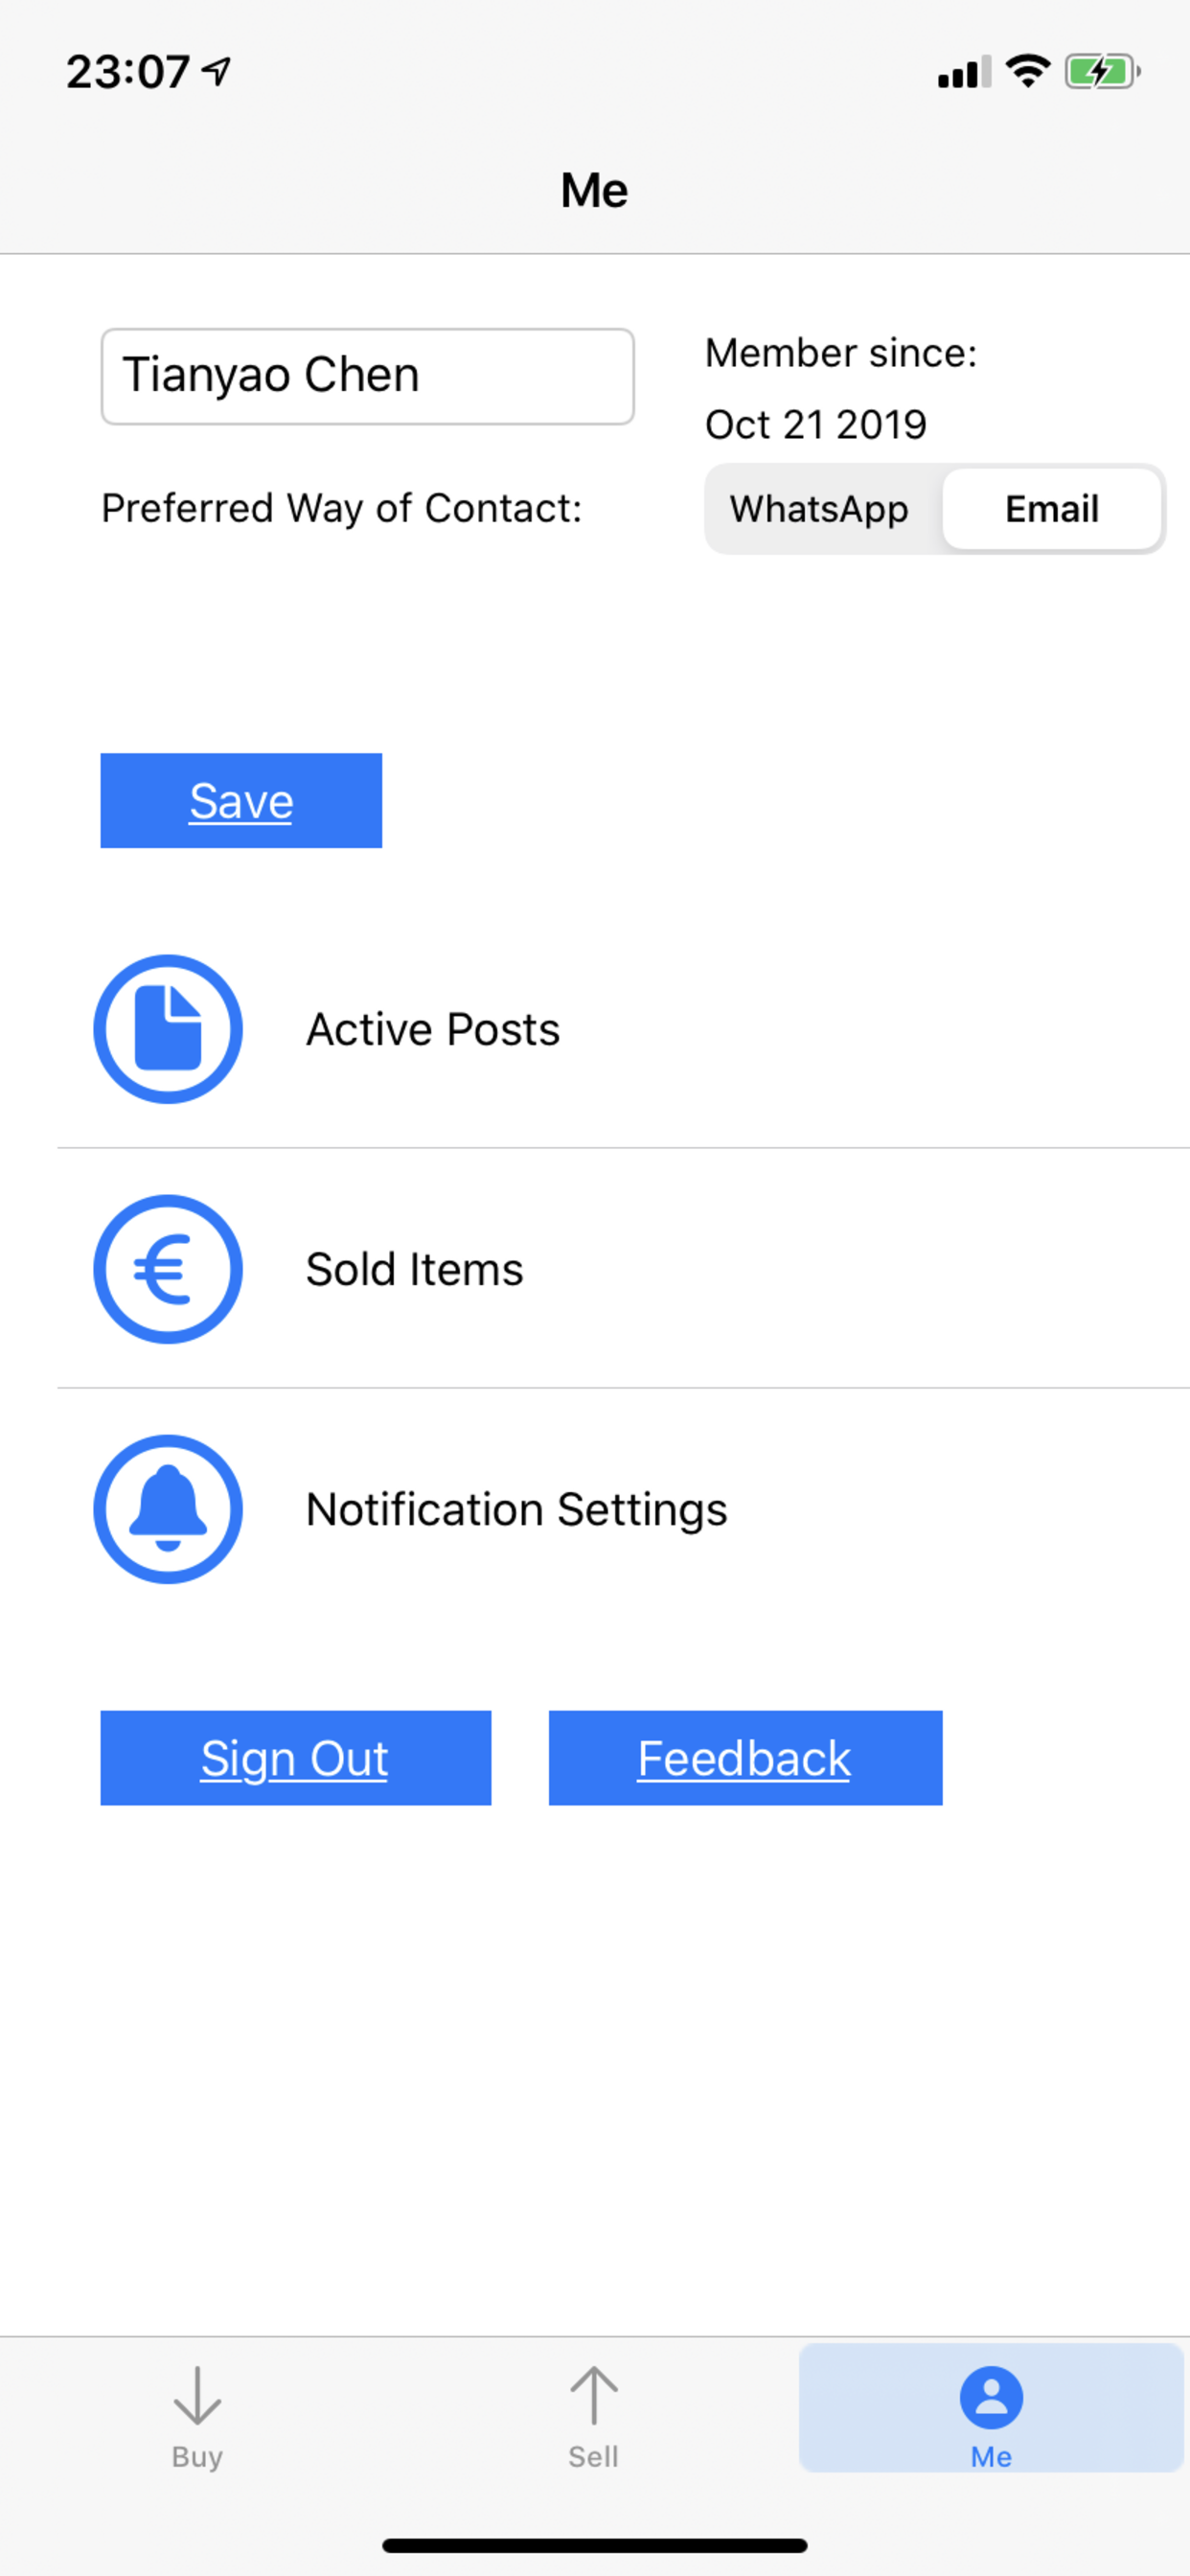 23:07
Me
Tianyao Chen
Member since:
Oct 21 2019
Preferred Way of Contact:
WhatsApp
Email
Save
Active Posts
€
Sold Items
Notification Settings
Sign Out
Feedback
Buy
Sell
Me